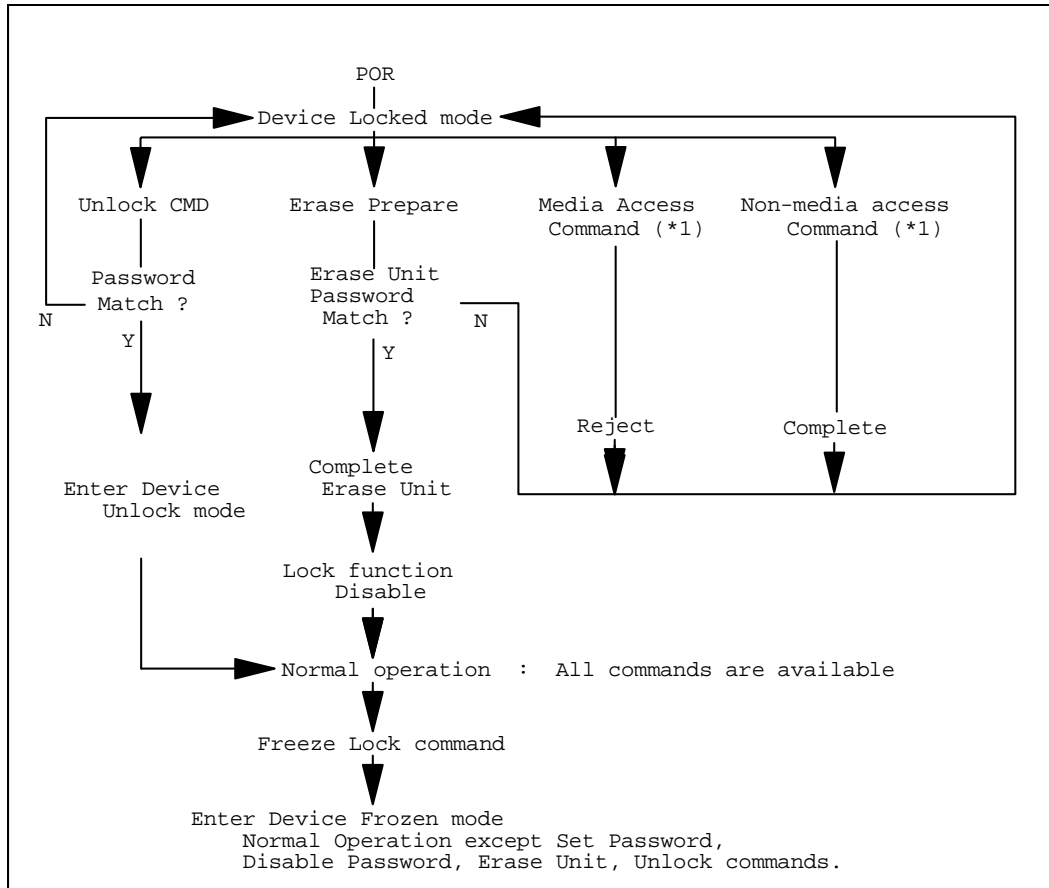 POR
Device Locked mode
Unlock CMD
Erase Prepare
Media Access
Command (*1)
Non-media access
Command (*1)
Password
Match ?
N
Y
Erase Unit
Password
Match ?
N
Y
Reject
Complete
Enter Device
Unlock mode
Complete
Erase Unit
Lock function
Disable
Normal operation : All commands are available
Freeze Lock command
Enter Device Frozen mode
Normal Operation except Set Password,
Disable Password, Erase Unit, Unlock commands.